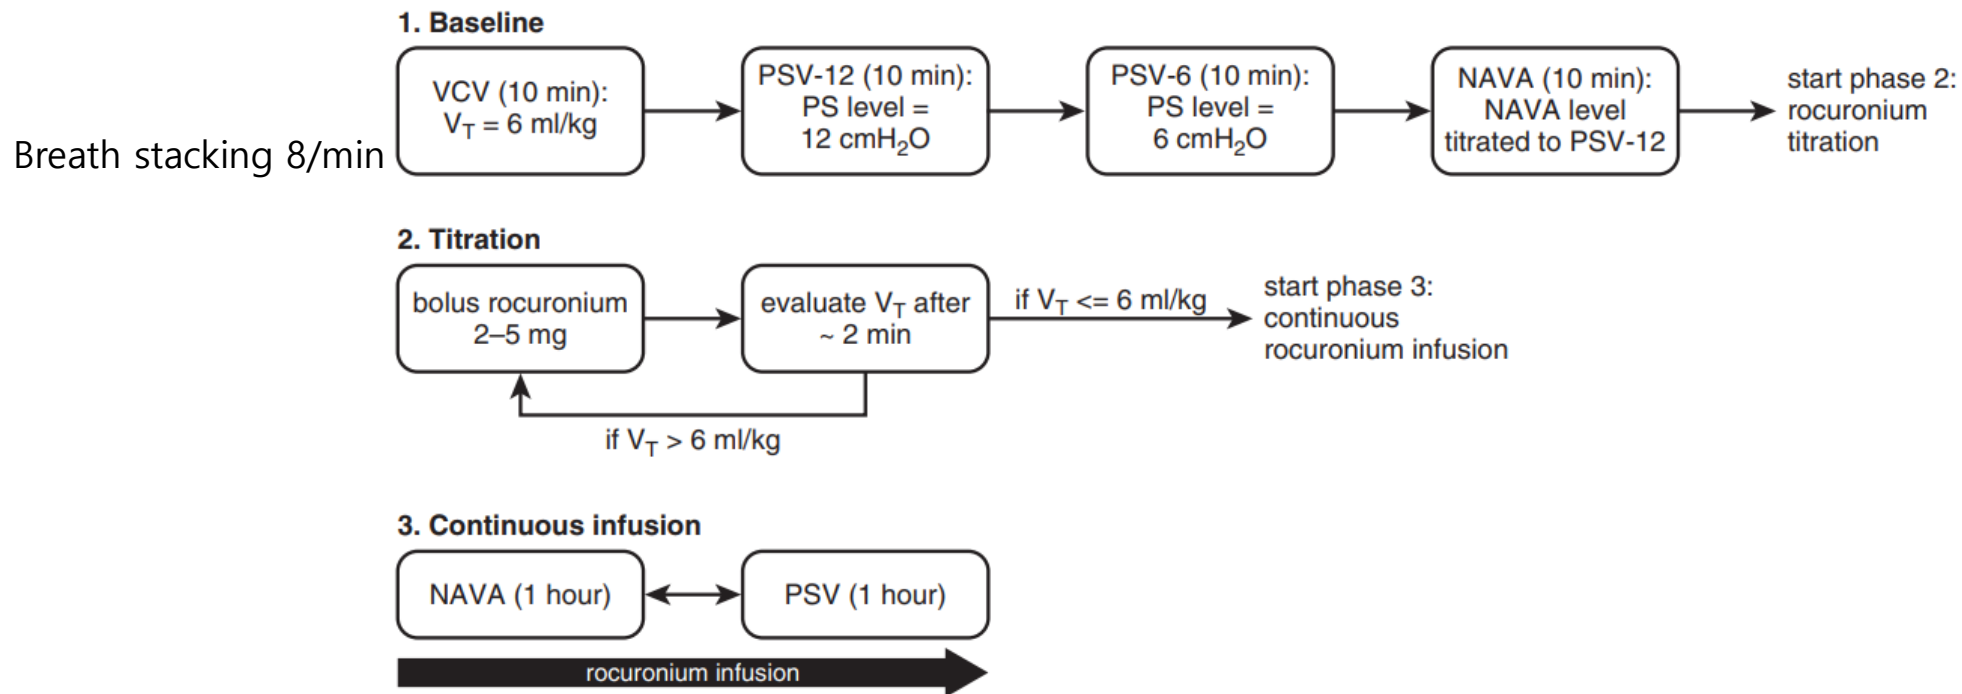 1. Baseline
Breath stacking 8/min
VCV (10 min):
V_T = 6 ml/kg
PSV-12 (10 min):
PS level =
12 cmH₂O
PSV-6 (10 min):
PS level =
6 cmH₂O
NAVA (10 min):
NAVA level
titrated to PSV-12
start phase 2:
rocuronium
titration
2. Titration
bolus rocuronium
2–5 mg
evaluate V_T after
~ 2 min
if V_T <= 6 ml/kg
start phase 3:
continuous
rocuronium infusion
if V_T > 6 ml/kg
3. Continuous infusion
NAVA (1 hour)
PSV (1 hour)
rocuronium infusion